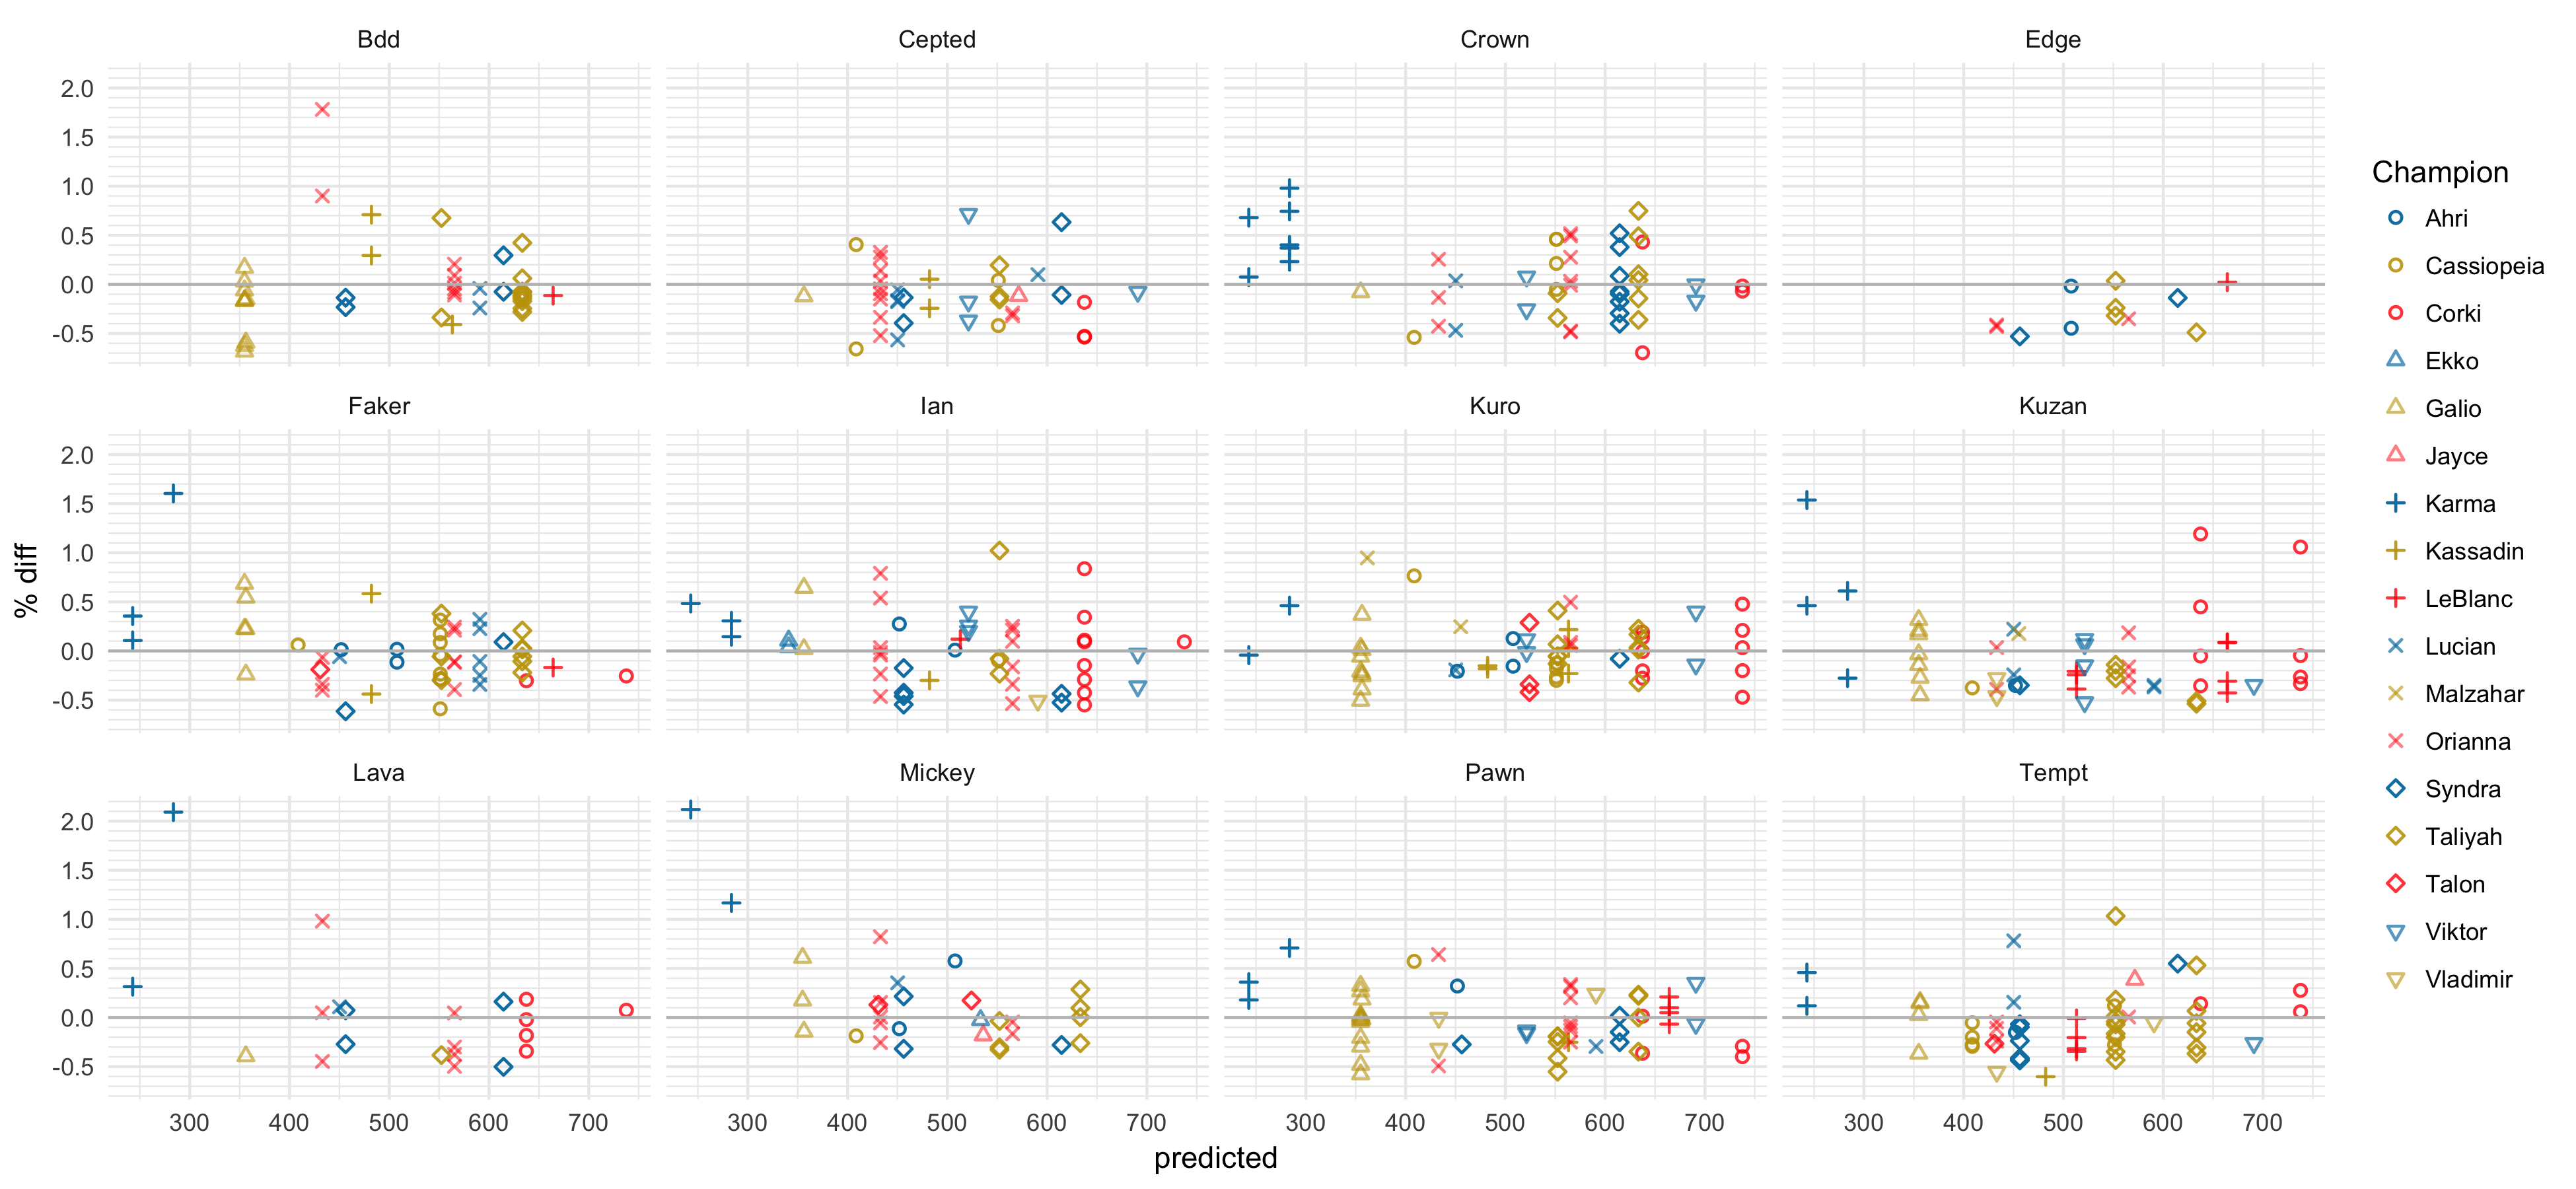 Bdd
Cepted
Crown
Edge
2.0
1.5
1.0
0.5
0.0
-0.5
Faker
Ian
Kuro
Kuzan
2.0
1.5
1.0
0.5
0.0
-0.5
Lava
Mickey
Pawn
Tempt
2.0
1.5
1.0
0.5
0.0
-0.5
300 400 500 600 700
300 400 500 600 700
300 400 500 600 700
300 400 500 600 700
predicted
% diff
Champion
Ahri
Cassiopeia
Corki
Ekko
Galio
Jayce
Karma
Kassadin
LeBlanc
Lucian
Malzahar
Orianna
Syndra
Taliyah
Talon
Viktor
Vladimir